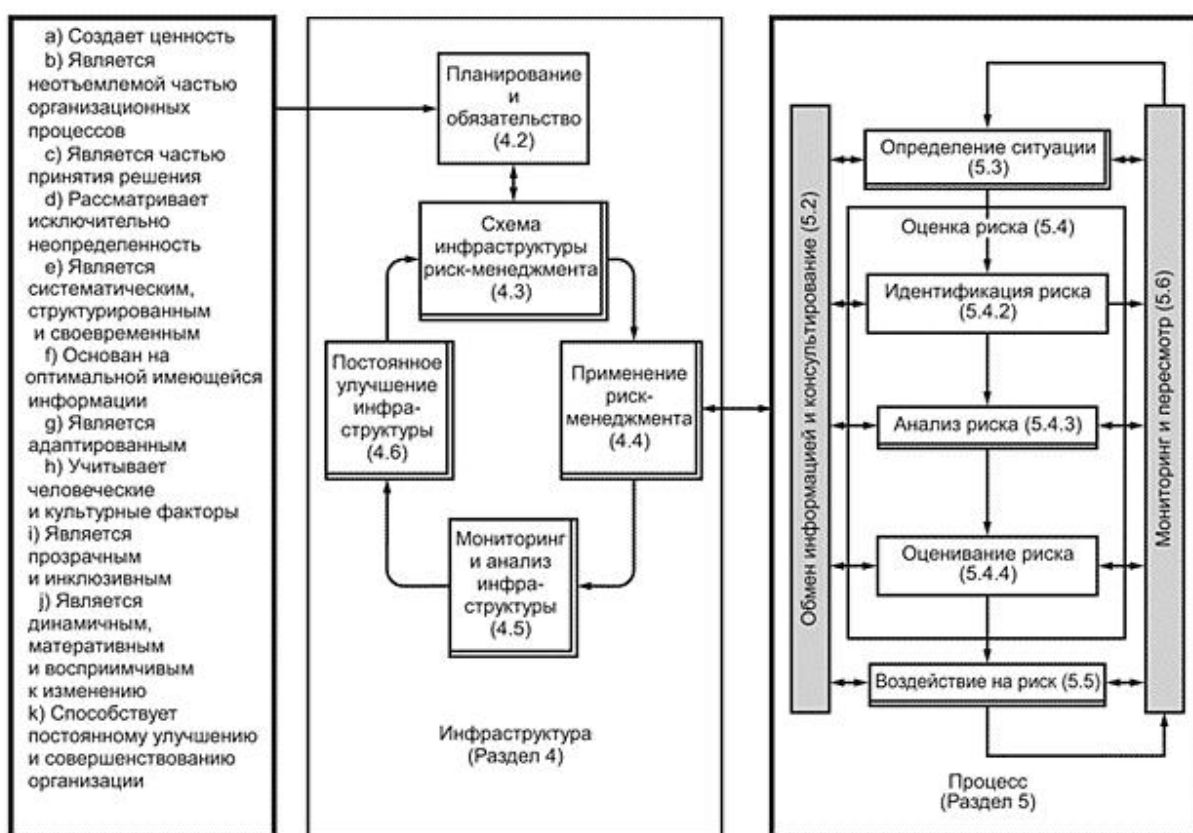 a) Создает ценность
b) Является
неотъемлемой частью
организационных
процессов
c) Является частью
принятия решения
d) Рассматривает
исключительно
неопределенность
e) Является
систематическим,
структурированным
и своевременным
f) Основан на
оптимальной имеющейся
информации
g) Является
адаптированным
h) Учитывает
человеческие
и культурные факторы
i) Является
прозрачным
и инклюзивным
j) Является
динамичным,
матеративным
и восприимчивым
к изменению
k) Способствует
постоянному улучшению
и совершенствованию
организации
Планирование
и
обязательство
(4.2)
Схема
инфраструктуры
риск-менеджмента
(4.3)
Постоянное
улучшение
инфра-
структуры
(4.6)
Применение
риск-
менеджмента
(4.4)
Мониторинг
и анализ
инфра-
структуры
(4.5)
Инфраструктура
(Раздел 4)
Обмен информацией и консультирование (5.2)
Определение ситуации
(5.3)
Оценка риска (5.4)
Идентификация риска
(5.4.2)
Анализ риска (5.4.3)
Оценивание риска
(5.4.4)
Воздействие на риск (5.5)
Мониторинг и пересмотр (5.6)
Процесс
(Раздел 5)